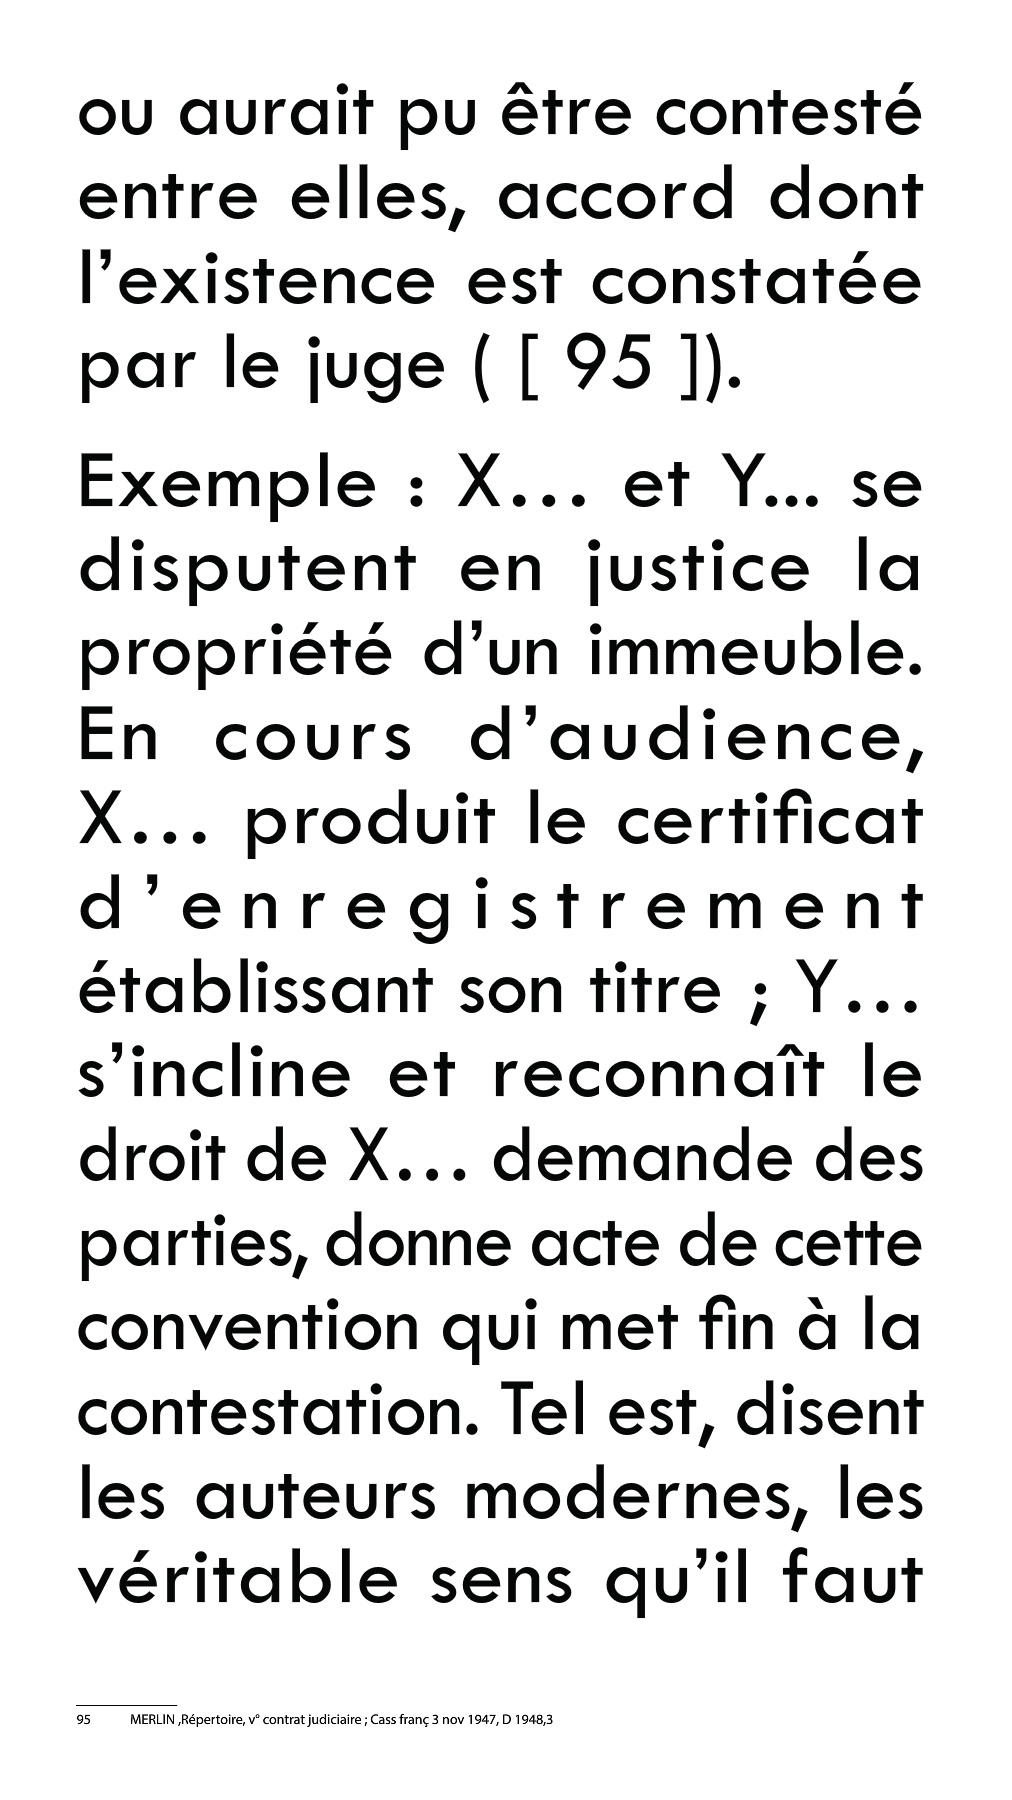 ou aurait pu être contesté
entre elles, accord dont
l’existence est constatée
par le juge ( [ 95 ]).
Exemple : X… et Y... se
disputent en justice la
propriété d’un immeuble.
En cours d’audience,
X… produit le certificat
d’enregistrement
établissant son titre ; Y…
s’incline et reconnaît le
droit de X… demande des
parties, donne acte de cette
convention qui met fin à la
contestation. Tel est, disent
les auteurs modernes, les
véritable sens qu’il faut
95 MERLIN ,Répertoire, v° contrat judiciaire ; Cass franç 3 nov 1947, D 1948,3